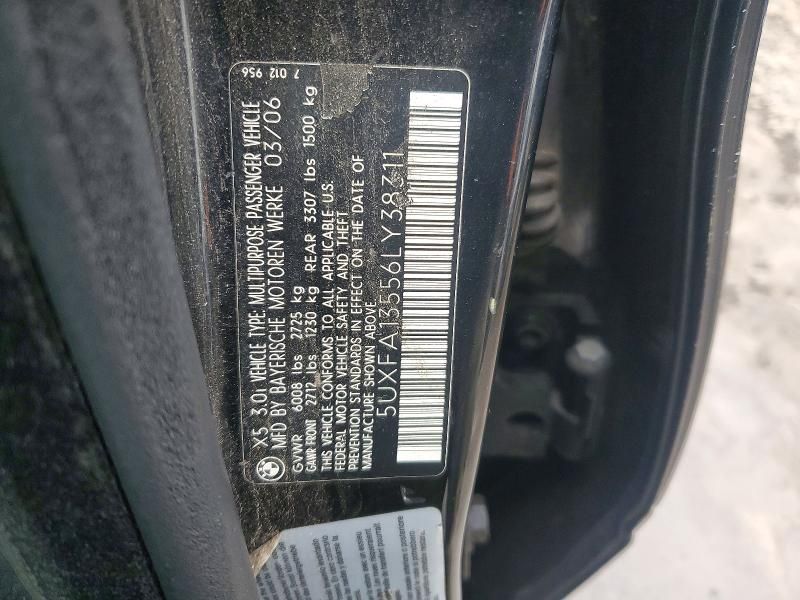 7 012 956
X5 3.0i VEHICLE TYPE: MULTIPURPOSE PASSENGER VEHICLE
MFD BY BAYERISCHE MOTOREN WERKE 03/06
GVWR 6008 lbs 2725 kg
GAWR FRONT 2712 lbs 1230 kg REAR 3307 lbs 1500 kg
THIS VEHICLE CONFORMS TO ALL APPLICABLE U.S.
FEDERAL MOTOR VEHICLE SAFETY AND THEFT
PREVENTION STANDARDS IN EFFECT ON THE DATE OF
MANUFACTURE SHOWN ABOVE
5UXFA13556LY38311
o posteriore